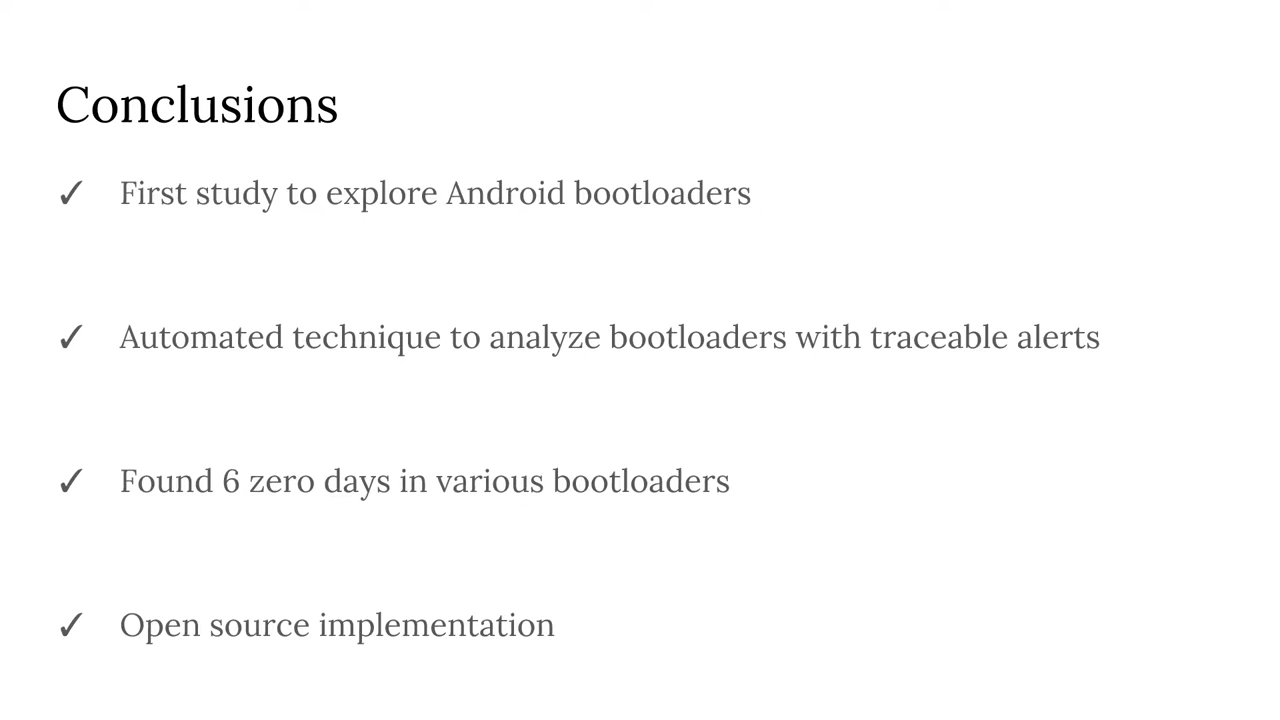 Conclusions
✓ First study to explore Android bootloaders
✓ Automated technique to analyze bootloaders with traceable alerts
✓ Found 6 zero days in various bootloaders
✓ Open source implementation